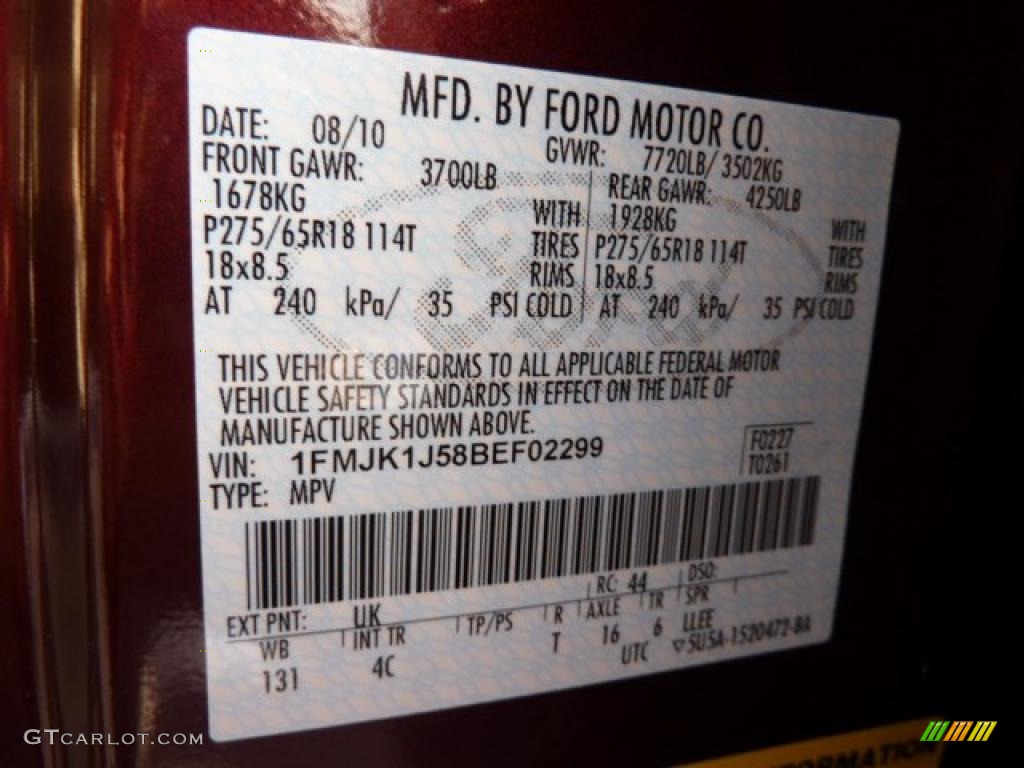 MFD. BY FORD MOTOR CO.
DATE: 08/10 GVWR: 7720LB/ 3502KG
FRONT GAWR: 3700LB REAR GAWR: 4250LB
1678KG WITH 1928KG WITH
P275/65R18 114T TIRES P275/65R18 114T TIRES
18x8.5 RIMS 18x8.5 RIMS
AT 240 kPa/ 35 PSI COLD AT 240 kPa/ 35 PSI COLD
Ford
THIS VEHICLE CONFORMS TO ALL APPLICABLE FEDERAL MOTOR
VEHICLE SAFETY STANDARDS IN EFFECT ON THE DATE OF
MANUFACTURE SHOWN ABOVE.
VIN: 1FMJK1J58BEF02299 F0227
TYPE: MPV T0261
EXT PNT: UK RC: 44 DSO:
WB INT TR TP/PS R AXLE TR SPR
131 4C T 16 6 LLEE
UTC ▽5U5A-1520472-BA
GTCARLOT.COM
FORMATION